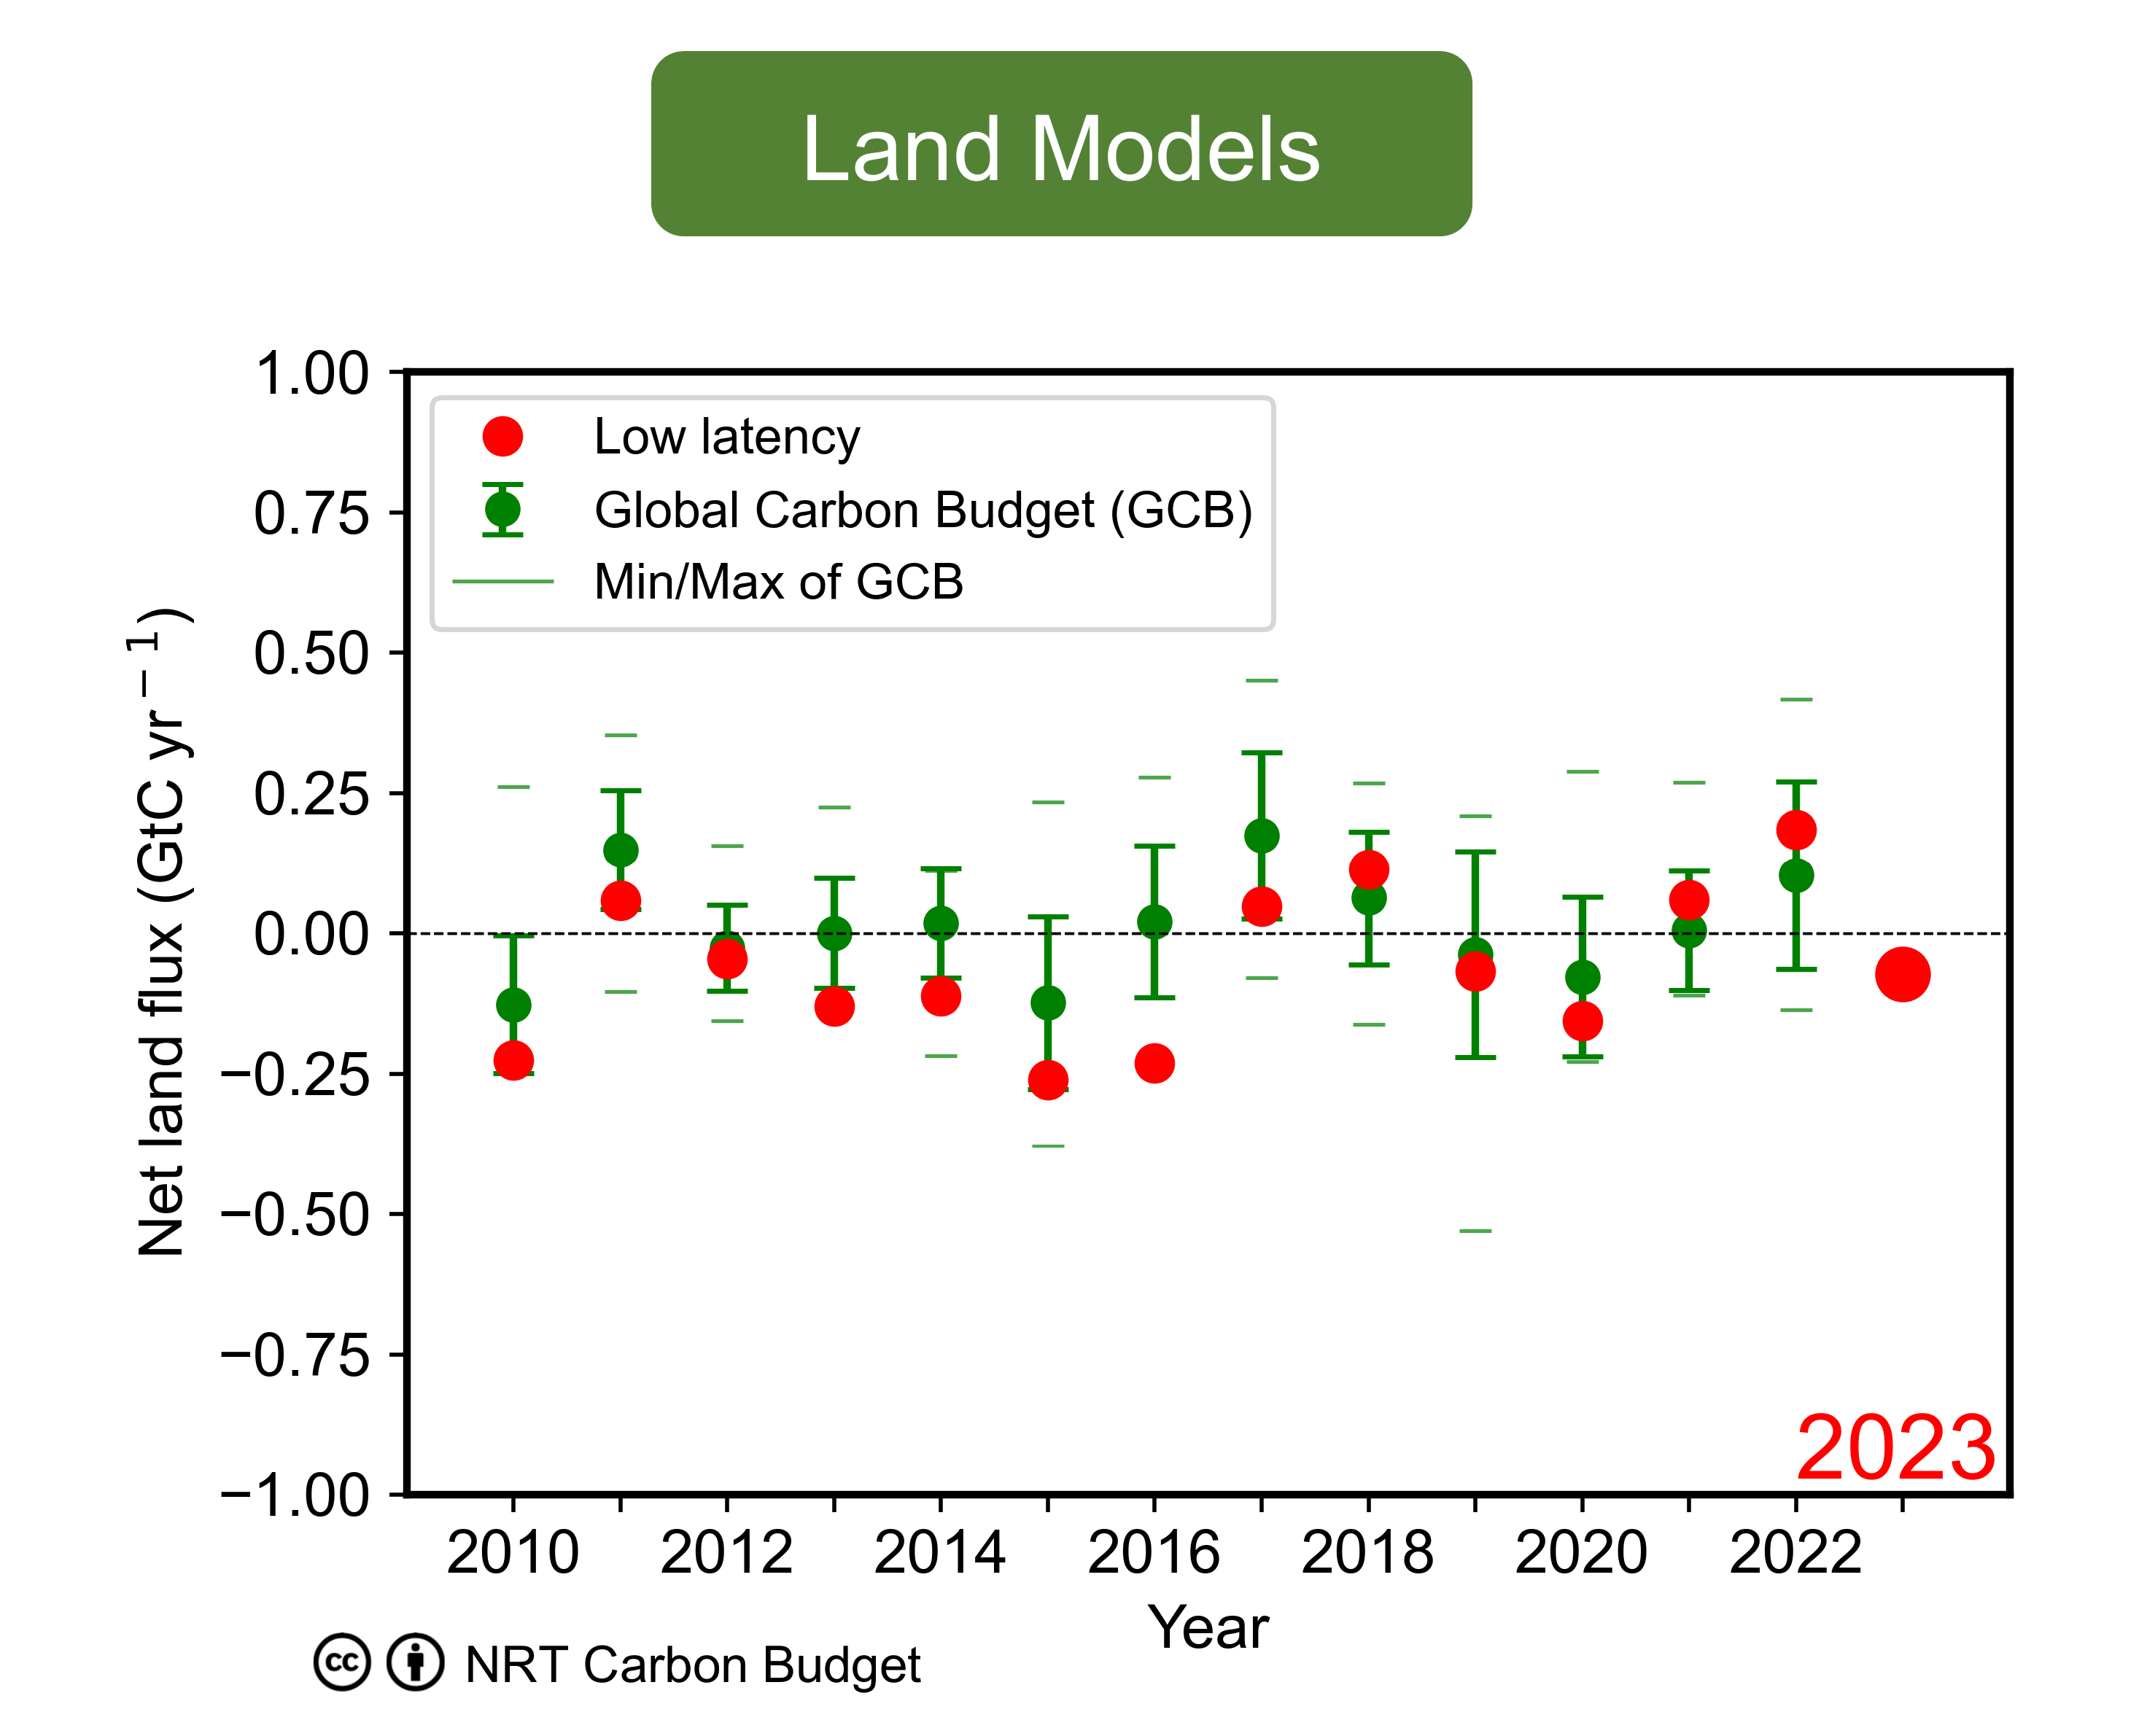 Land Models
1.00
0.75
0.50
0.25
0.00
−0.25
−0.50
−0.75
−1.00
Net land flux (GtC yr⁻¹)
Low latency
Global Carbon Budget (GCB)
Min/Max of GCB
2023
2010 2012 2014 2016 2018 2020 2022
Year
cc NRT Carbon Budget